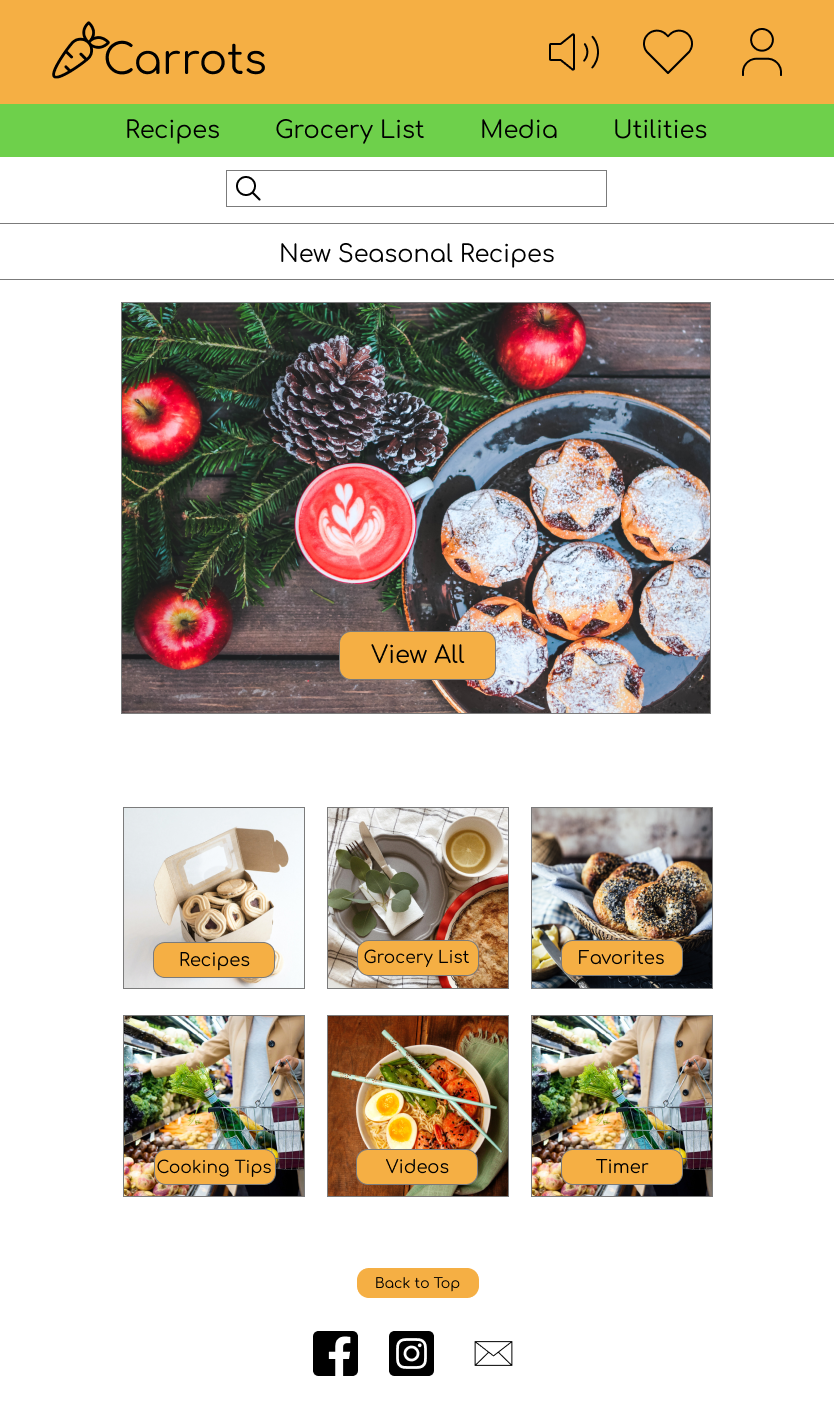 Carrots
Recipes Grocery List Media Utilities
New Seasonal Recipes
View All
Recipes
Grocery List
Favorites
Cooking Tips
Videos
Timer
Back to Top